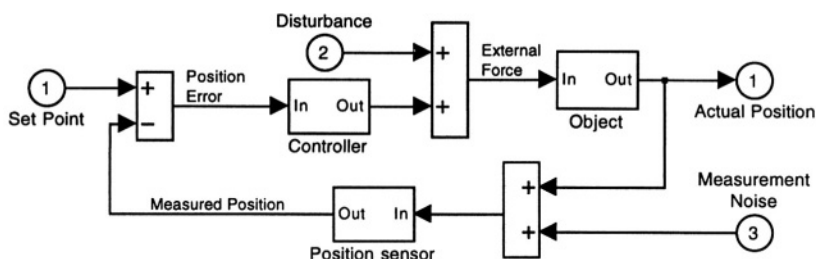 Disturbance
2
+
External
Force
In Out
Object
1
Actual Position
1
Set Point
+
−
Position
Error
In Out
Controller
+
+
Measurement
Noise
3
+
+
In
Out
Position sensor
Measured Position